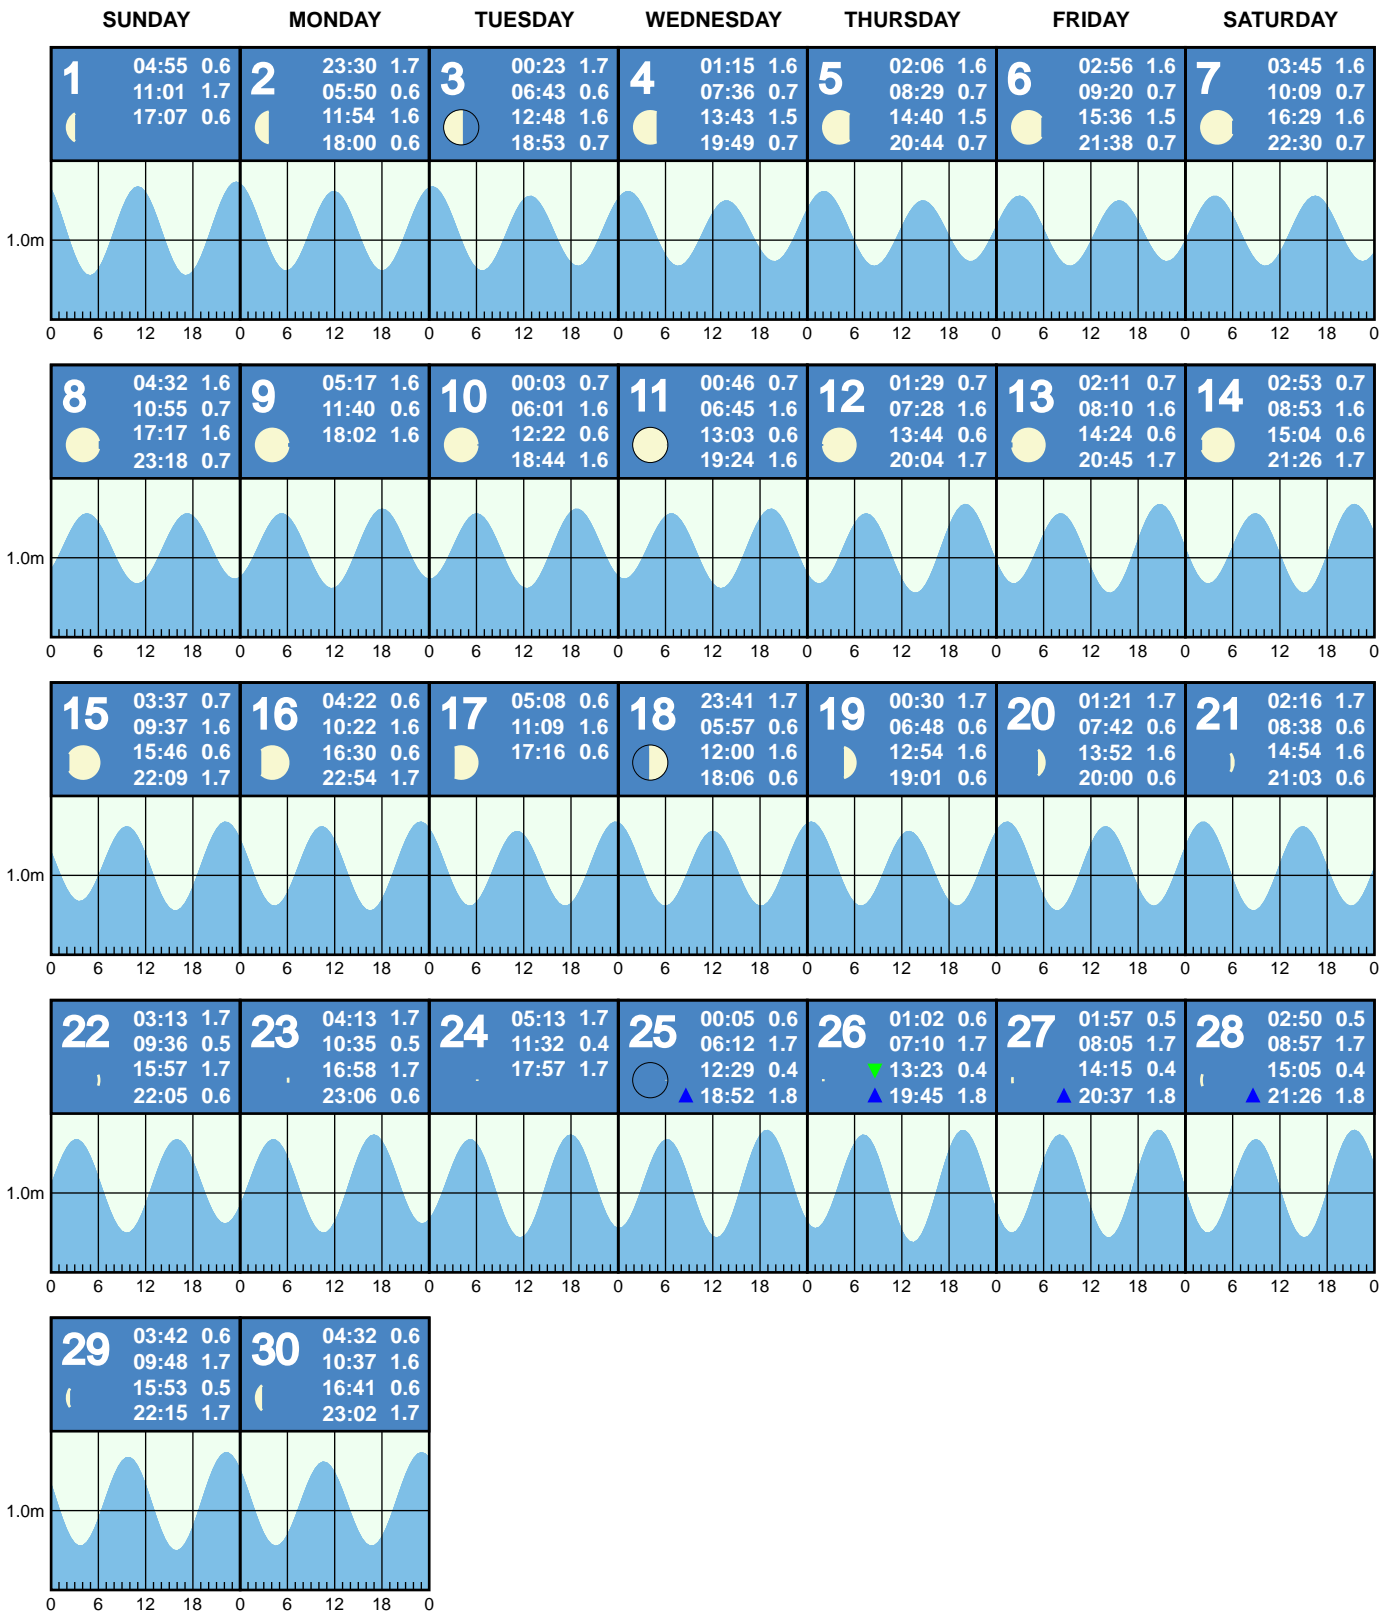 SUNDAY MONDAY TUESDAY WEDNESDAY THURSDAY FRIDAY SATURDAY
1 04:55 0.6
11:01 1.7
17:07 0.6
2 23:30 1.7
05:50 0.6
11:54 1.6
18:00 0.6
3 00:23 1.7
06:43 0.6
12:48 1.6
18:53 0.7
4 01:15 1.6
07:36 0.7
13:43 1.5
19:49 0.7
5 02:06 1.6
08:29 0.7
14:40 1.5
20:44 0.7
6 02:56 1.6
09:20 0.7
15:36 1.5
21:38 0.7
7 03:45 1.6
10:09 0.7
16:29 1.6
22:30 0.7
1.0m
0 6 12 18 0 6 12 18 0 6 12 18 0 6 12 18 0 6 12 18 0 6 12 18 0 6 12 18 0
8 04:32 1.6
10:55 0.7
17:17 1.6
23:18 0.7
9 05:17 1.6
11:40 0.6
18:02 1.6
10 00:03 0.7
06:01 1.6
12:22 0.6
18:44 1.6
11 00:46 0.7
06:45 1.6
13:03 0.6
19:24 1.6
12 01:29 0.7
07:28 1.6
13:44 0.6
20:04 1.7
13 02:11 0.7
08:10 1.6
14:24 0.6
20:45 1.7
14 02:53 0.7
08:53 1.6
15:04 0.6
21:26 1.7
1.0m
0 6 12 18 0 6 12 18 0 6 12 18 0 6 12 18 0 6 12 18 0 6 12 18 0 6 12 18 0
15 03:37 0.7
09:37 1.6
15:46 0.6
22:09 1.7
16 04:22 0.6
10:22 1.6
16:30 0.6
22:54 1.7
17 05:08 0.6
11:09 1.6
17:16 0.6
18 23:41 1.7
05:57 0.6
12:00 1.6
18:06 0.6
19 00:30 1.7
06:48 0.6
12:54 1.6
19:01 0.6
20 01:21 1.7
07:42 0.6
13:52 1.6
20:00 0.6
21 02:16 1.7
08:38 0.6
14:54 1.6
21:03 0.6
1.0m
0 6 12 18 0 6 12 18 0 6 12 18 0 6 12 18 0 6 12 18 0 6 12 18 0 6 12 18 0
22 03:13 1.7
09:36 0.5
15:57 1.7
22:05 0.6
23 04:13 1.7
10:35 0.5
16:58 1.7
23:06 0.6
24 05:13 1.7
11:32 0.4
17:57 1.7
25 00:05 0.6
06:12 1.7
12:29 0.4
18:52 1.8
26 01:02 0.6
07:10 1.7
13:23 0.4
19:45 1.8
27 01:57 0.5
08:05 1.7
14:15 0.4
20:37 1.8
28 02:50 0.5
08:57 1.7
15:05 0.4
21:26 1.8
1.0m
0 6 12 18 0 6 12 18 0 6 12 18 0 6 12 18 0 6 12 18 0 6 12 18 0 6 12 18 0
29 03:42 0.6
09:48 1.7
15:53 0.5
22:15 1.7
30 04:32 0.6
10:37 1.6
16:41 0.6
23:02 1.7
1.0m
0 6 12 18 0 6 12 18 0